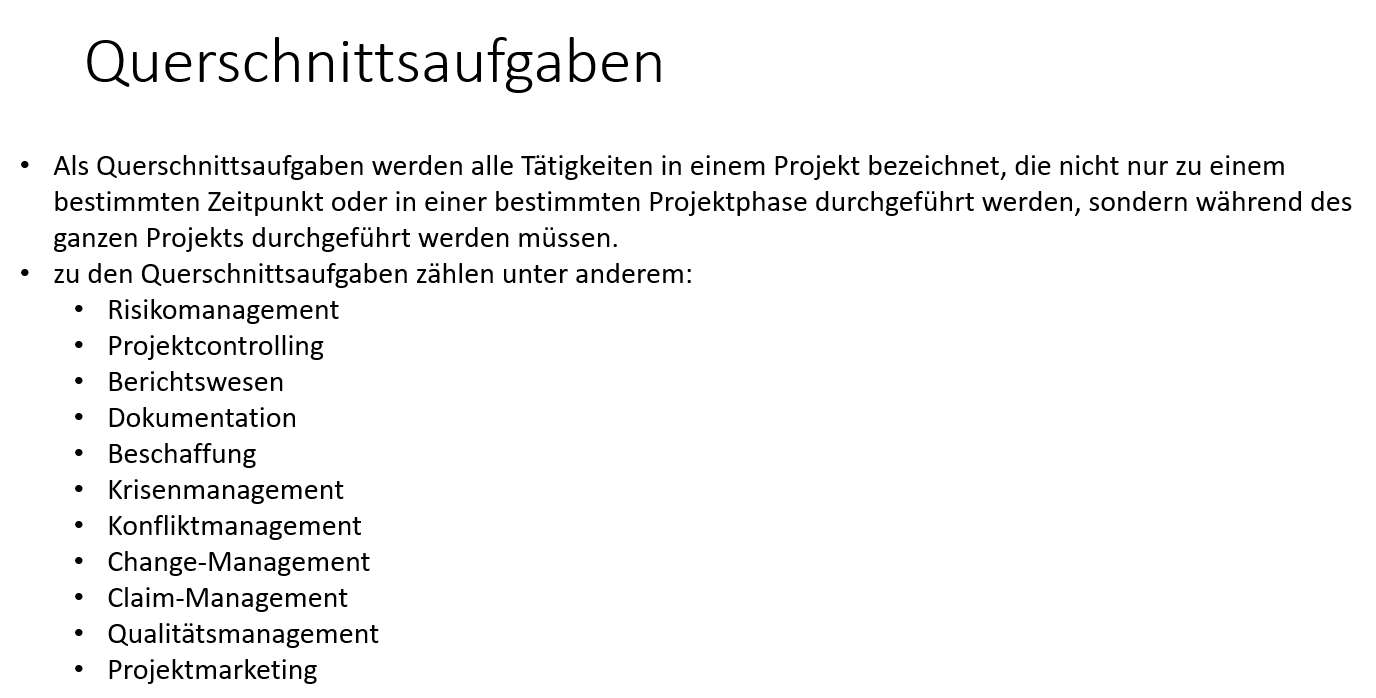 Querschnittsaufgaben
• Als Querschnittsaufgaben werden alle Tätigkeiten in einem Projekt bezeichnet, die nicht nur zu einem
bestimmten Zeitpunkt oder in einer bestimmten Projektphase durchgeführt werden, sondern während des
ganzen Projekts durchgeführt werden müssen.
• zu den Querschnittsaufgaben zählen unter anderem:
• Risikomanagement
• Projektcontrolling
• Berichtswesen
• Dokumentation
• Beschaffung
• Krisenmanagement
• Konfliktmanagement
• Change-Management
• Claim-Management
• Qualitätsmanagement
• Projektmarketing